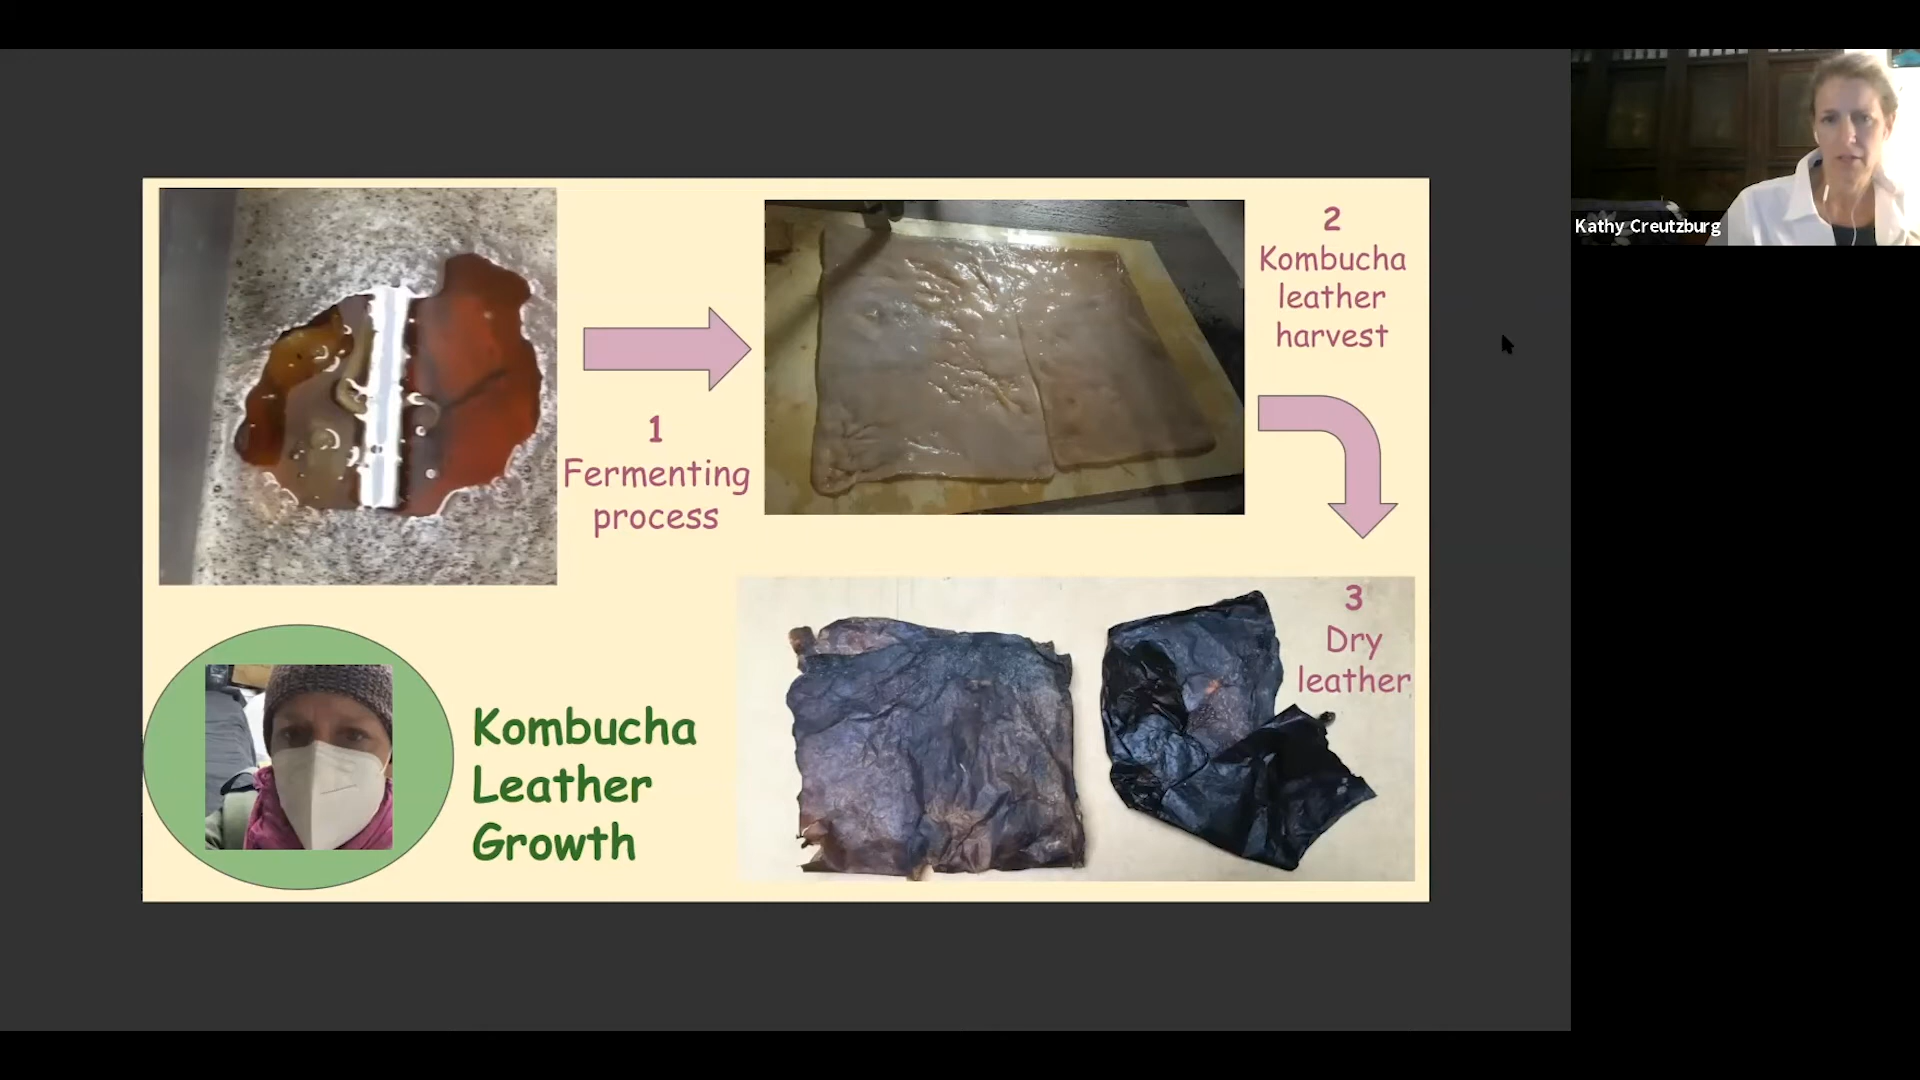 1
Fermenting
process
2
Kombucha
leather
harvest
3
Dry
leather
Kombucha
Leather
Growth
Kathy Creutzburg